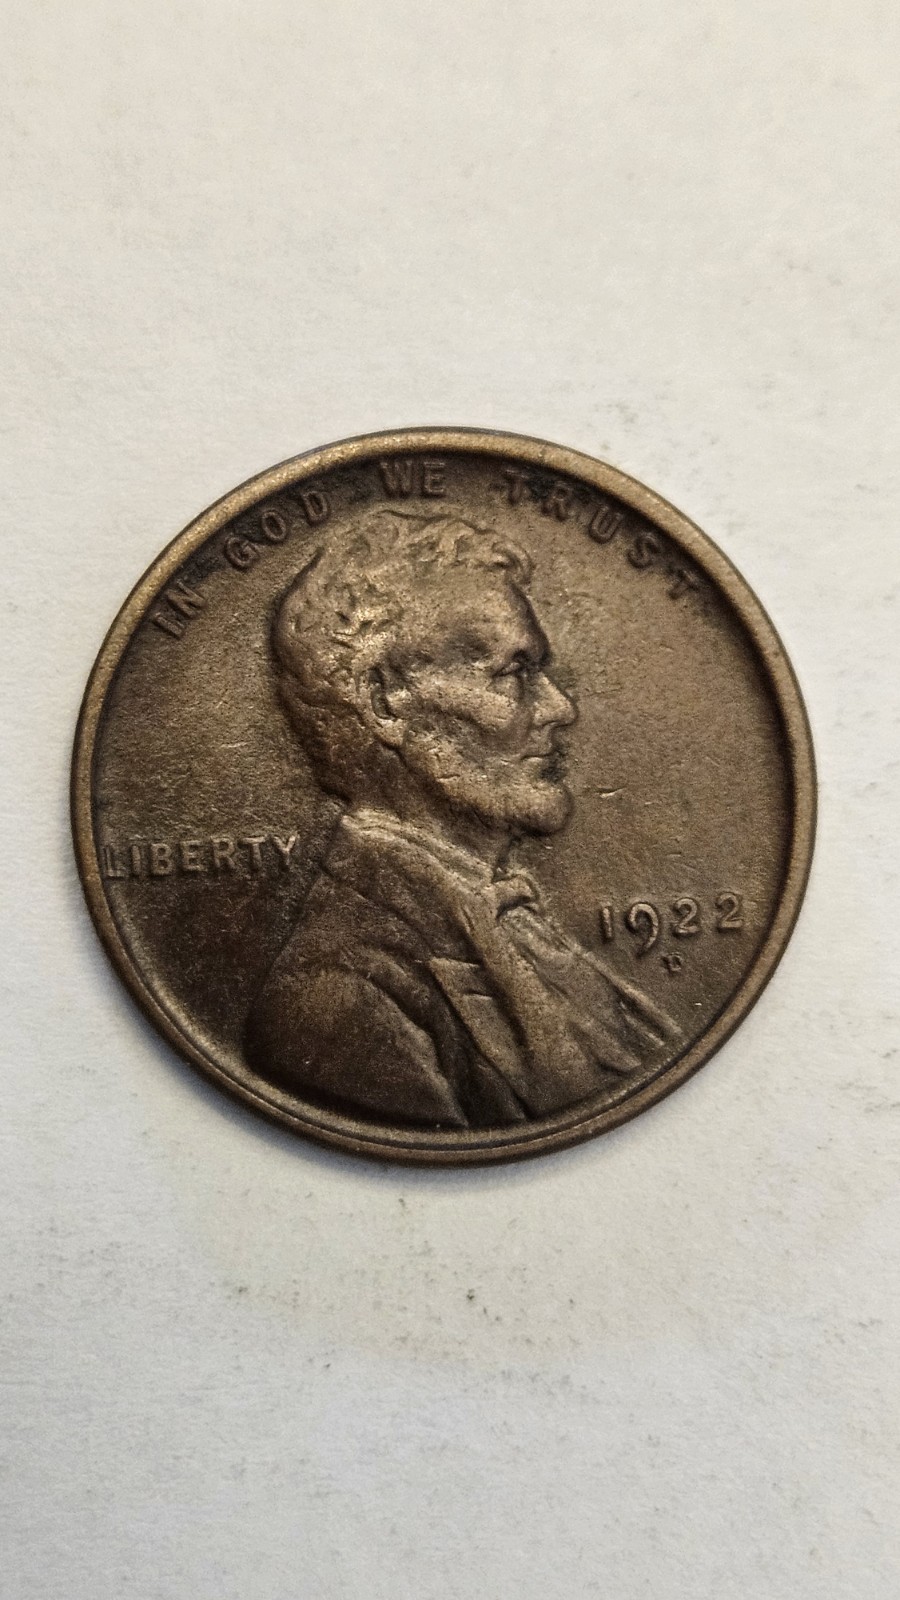 IN GOD WE TRUST
LIBERTY
1922
D